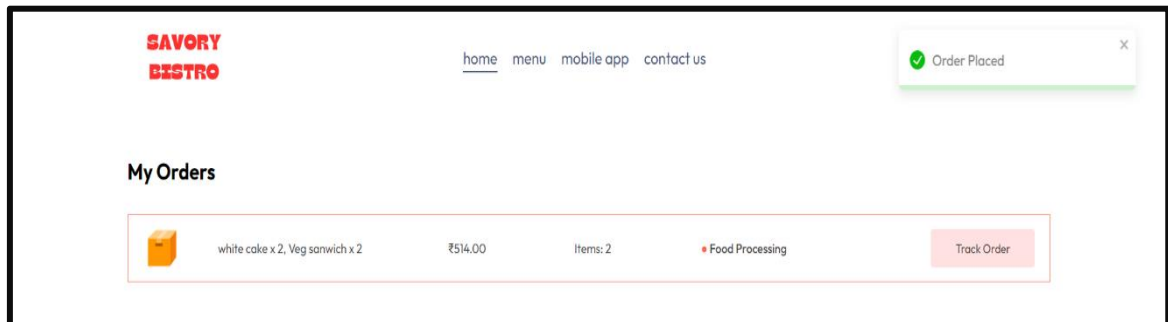 SAVORY
BISTRO
home menu mobile app contact us
Order Placed
My Orders
white cake x 2, Veg sanwich x 2 ₹514.00 Items: 2 Food Processing Track Order